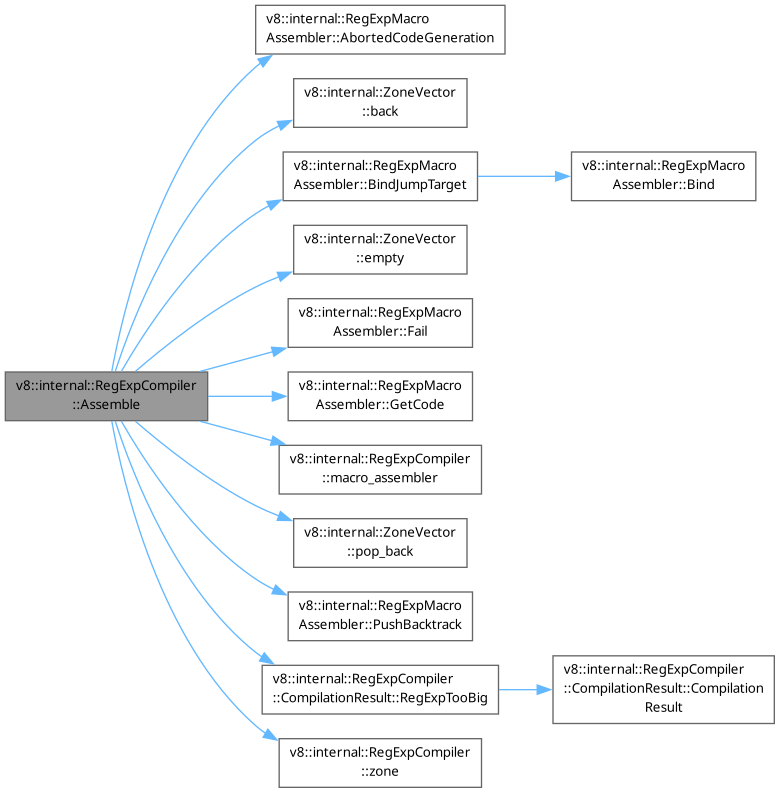 v8::internal::RegExpMacro
Assembler::AbortedCodeGeneration
v8::internal::ZoneVector
::back
v8::internal::RegExpMacro
Assembler::BindJumpTarget
v8::internal::RegExpMacro
Assembler::Bind
v8::internal::ZoneVector
::empty
v8::internal::RegExpMacro
Assembler::Fail
v8::internal::RegExpCompiler
::Assemble
v8::internal::RegExpMacro
Assembler::GetCode
v8::internal::RegExpCompiler
::macro_assembler
v8::internal::ZoneVector
::pop_back
v8::internal::RegExpMacro
Assembler::PushBacktrack
v8::internal::RegExpCompiler
::CompilationResult::RegExpTooBig
v8::internal::RegExpCompiler
::CompilationResult::Compilation
Result
v8::internal::RegExpCompiler
::zone